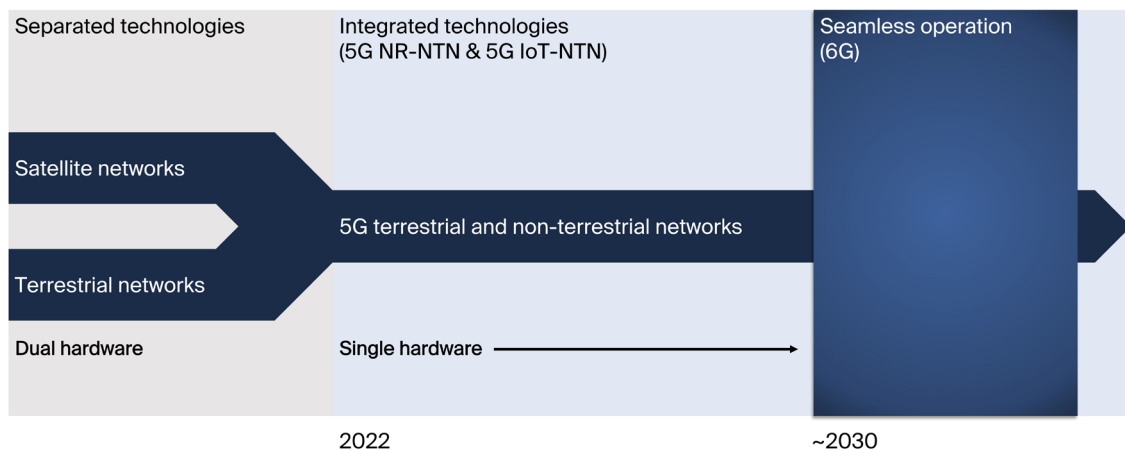 Separated technologies
Integrated technologies
(5G NR-NTN & 5G IoT-NTN)
Seamless operation
(6G)
Satellite networks
5G terrestrial and non-terrestrial networks
Terrestrial networks
Dual hardware
Single hardware
2022
~2030